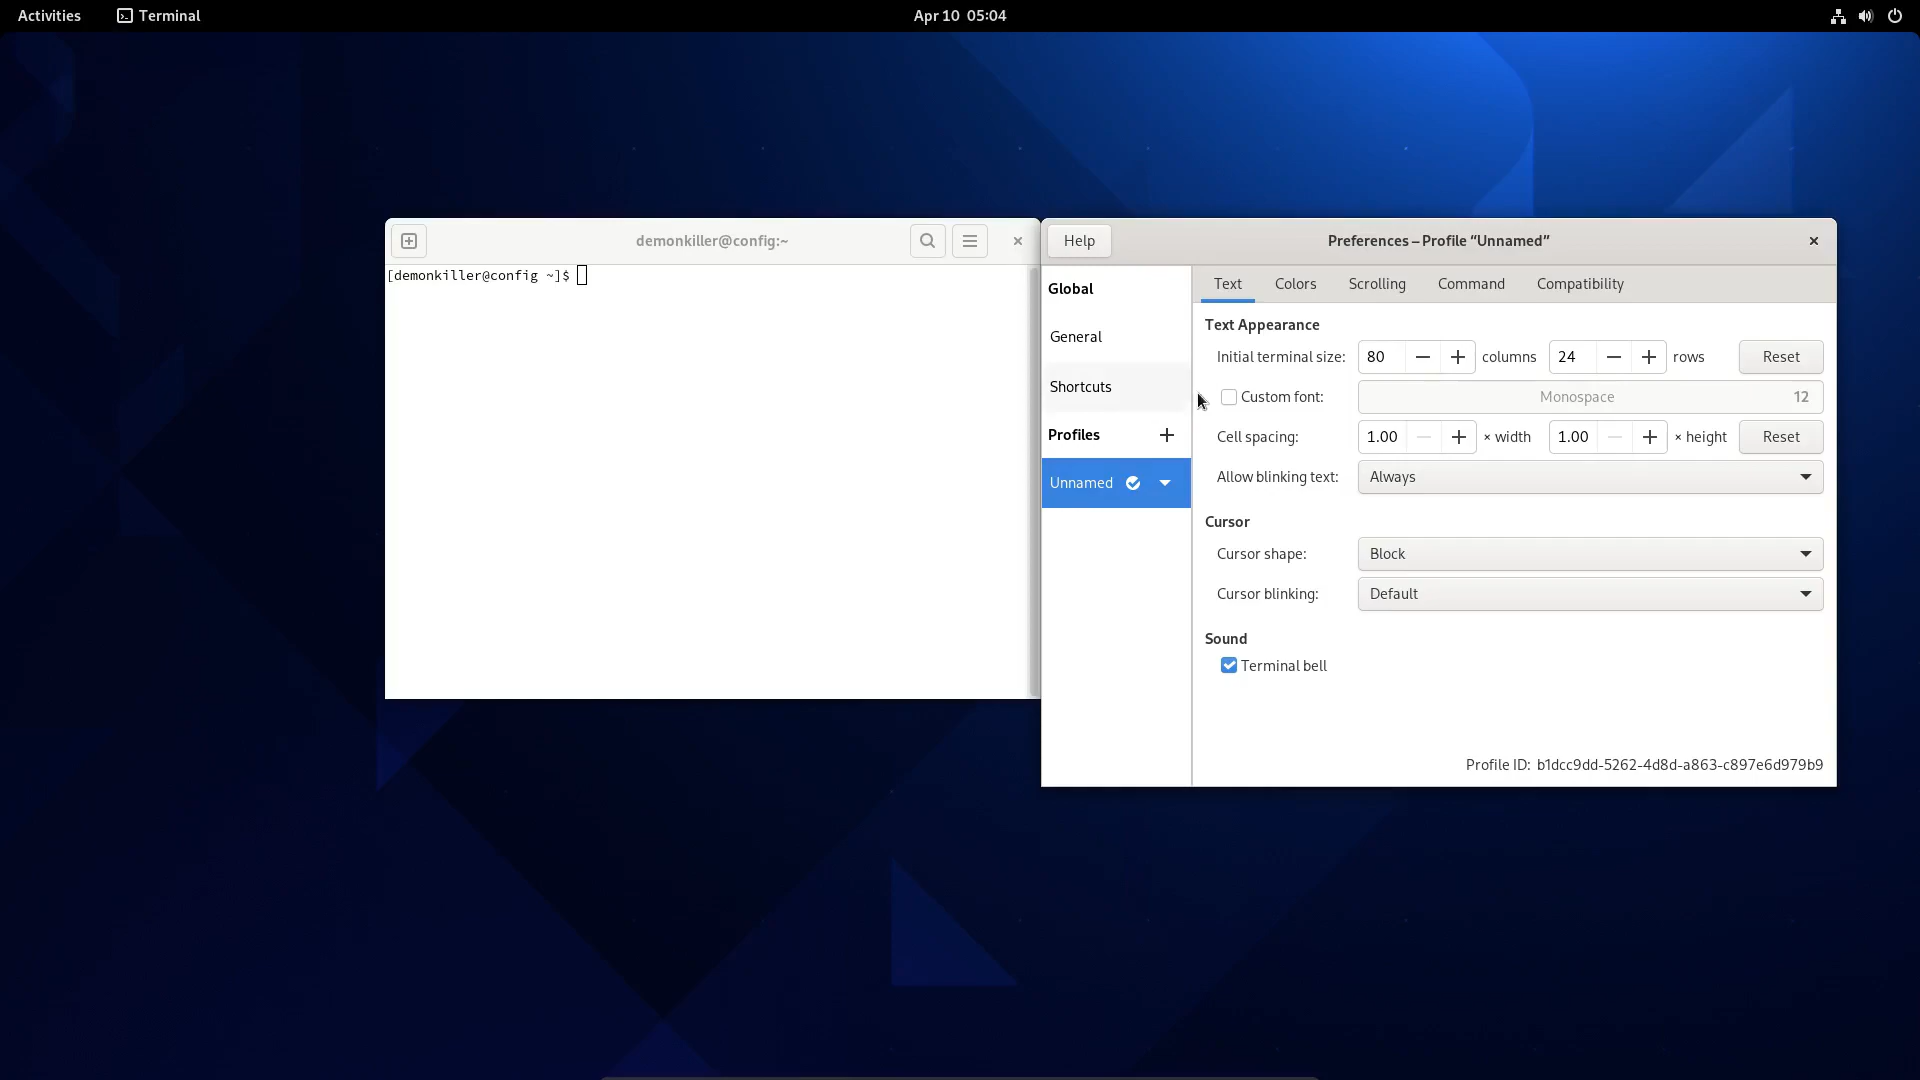 Activities Terminal Apr 10 05:04
demonkiller@config:~
[demonkiller@config ~]$
Help Preferences – Profile “Unnamed”
Global
General
Shortcuts
Profiles
Unnamed
Text Colors Scrolling Command Compatibility
Text Appearance
Initial terminal size: 80 columns 24 rows Reset
Custom font: Monospace 12
Cell spacing: 1.00 × width 1.00 × height Reset
Allow blinking text: Always
Cursor
Cursor shape: Block
Cursor blinking: Default
Sound
Terminal bell
Profile ID: b1dcc9dd-5262-4d8d-a863-c897e6d979b9